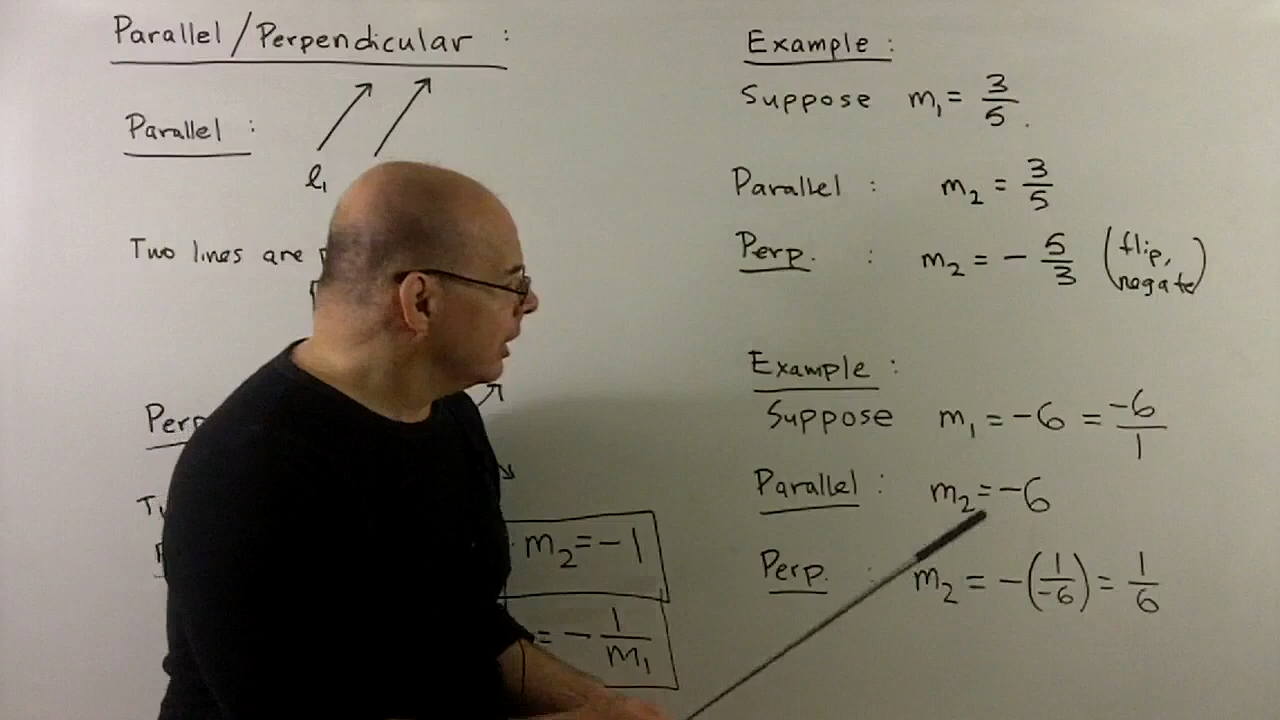 Parallel/Perpendicular :
Parallel :
l₁
Two lines are
m₂ = -1
= - 1/m₁
Example :
Suppose m₁ = 3/5.
Parallel : m₂ = 3/5
Perp. : m₂ = - 5/3 (flip, negate)
Example :
Suppose m₁ = -6 = -6/1
Parallel : m₂ = -6
Perp. : m₂ = -(1/-6) = 1/6